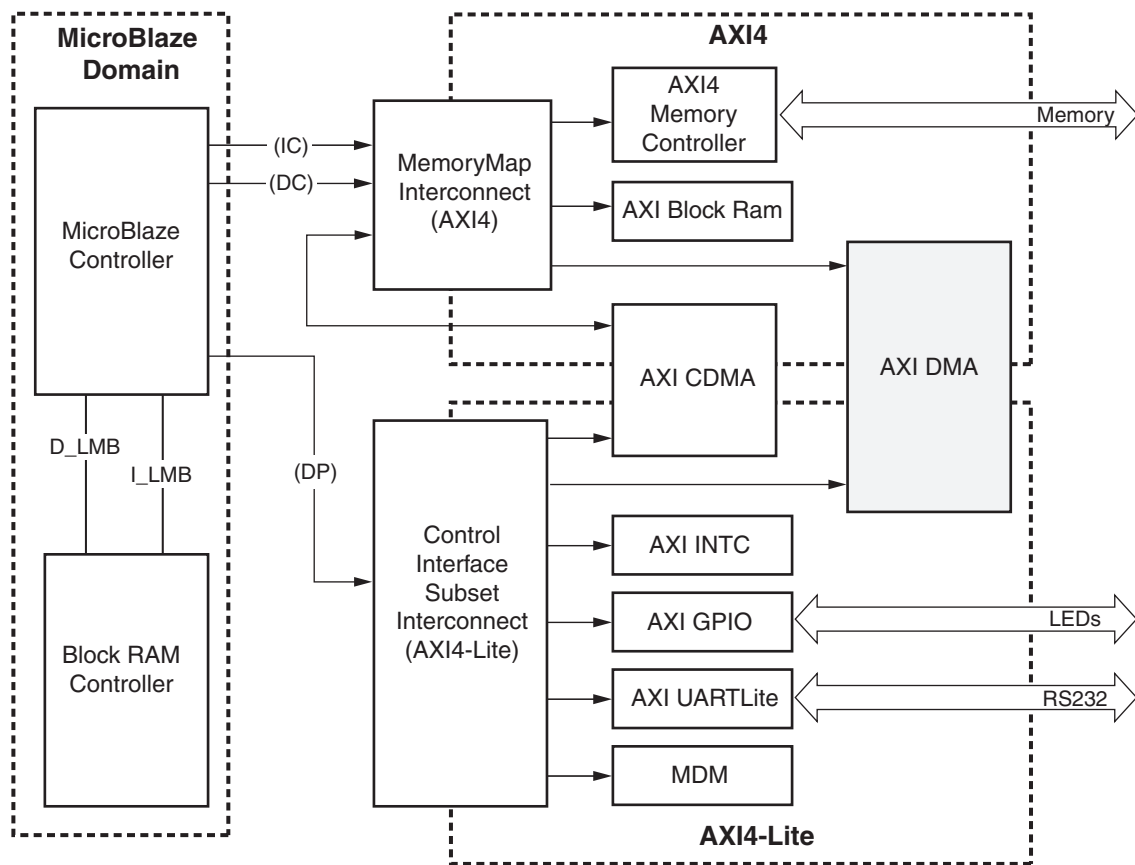 MicroBlaze
Domain
MicroBlaze
Controller
D_LMB
I_LMB
Block RAM
Controller
(IC)
(DC)
(DP)
AXI4
MemoryMap
Interconnect
(AXI4)
AXI4
Memory
Controller
Memory
AXI Block Ram
AXI CDMA
AXI DMA
Control
Interface
Subset
Interconnect
(AXI4-Lite)
AXI INTC
AXI GPIO
LEDs
AXI UARTLite
RS232
MDM
AXI4-Lite